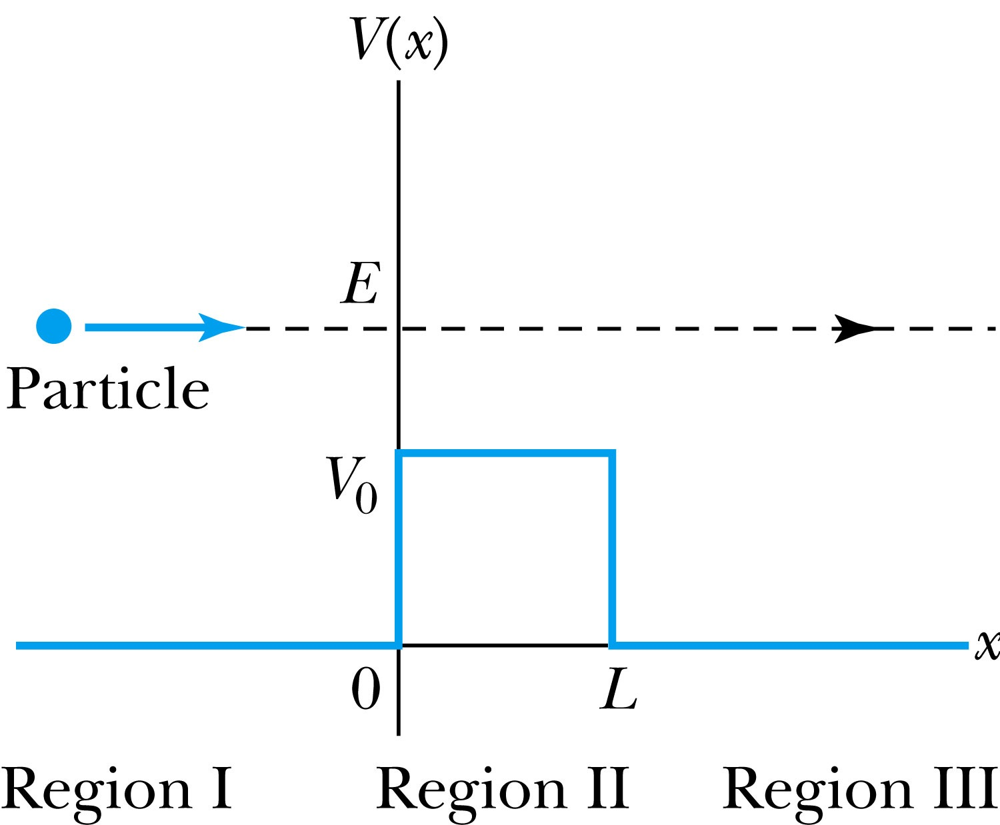 V(x)
E
Particle
V₀
x
0
L
Region I
Region II
Region III